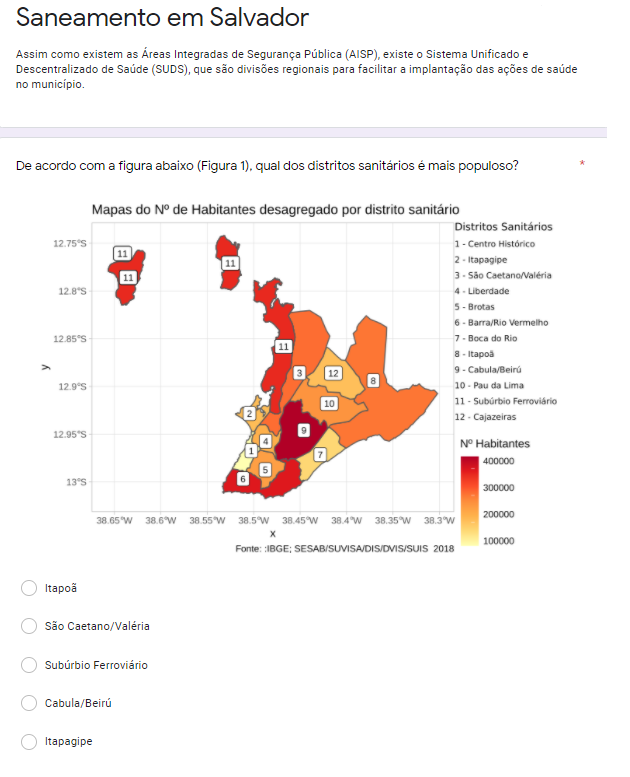 Saneamento em Salvador
Assim como existem as Áreas Integradas de Segurança Pública (AISP), existe o Sistema Unificado e
Descentralizado de Saúde (SUDS), que são divisões regionais para facilitar a implantação das ações de saúde
no município.
De acordo com a figura abaixo (Figura 1), qual dos distritos sanitários é mais populoso? *
Mapas do Nº de Habitantes desagregado por distrito sanitário
Distritos Sanitários
1 - Centro Histórico
2 - Itapagipe
3 - São Caetano/Valéria
4 - Liberdade
5 - Brotas
6 - Barra/Rio Vermelho
7 - Boca do Rio
8 - Itapoã
9 - Cabula/Beirú
10 - Pau da Lima
11 - Subúrbio Ferroviário
12 - Cajazeiras
Nº Habitantes
400000
300000
200000
100000
12.75°S
12.8°S
12.85°S
12.9°S
12.95°S
13°S
y
11
11
11
11
3
12
8
10
2
9
4
1
7
5
6
38.65°W 38.6°W 38.55°W 38.5°W 38.45°W 38.4°W 38.35°W 38.3°W
x
Fonte: :IBGE; SESAB/SUVISA/DIS/DVIS/SUIS 2018
Itapoã
São Caetano/Valéria
Subúrbio Ferroviário
Cabula/Beirú
Itapagipe